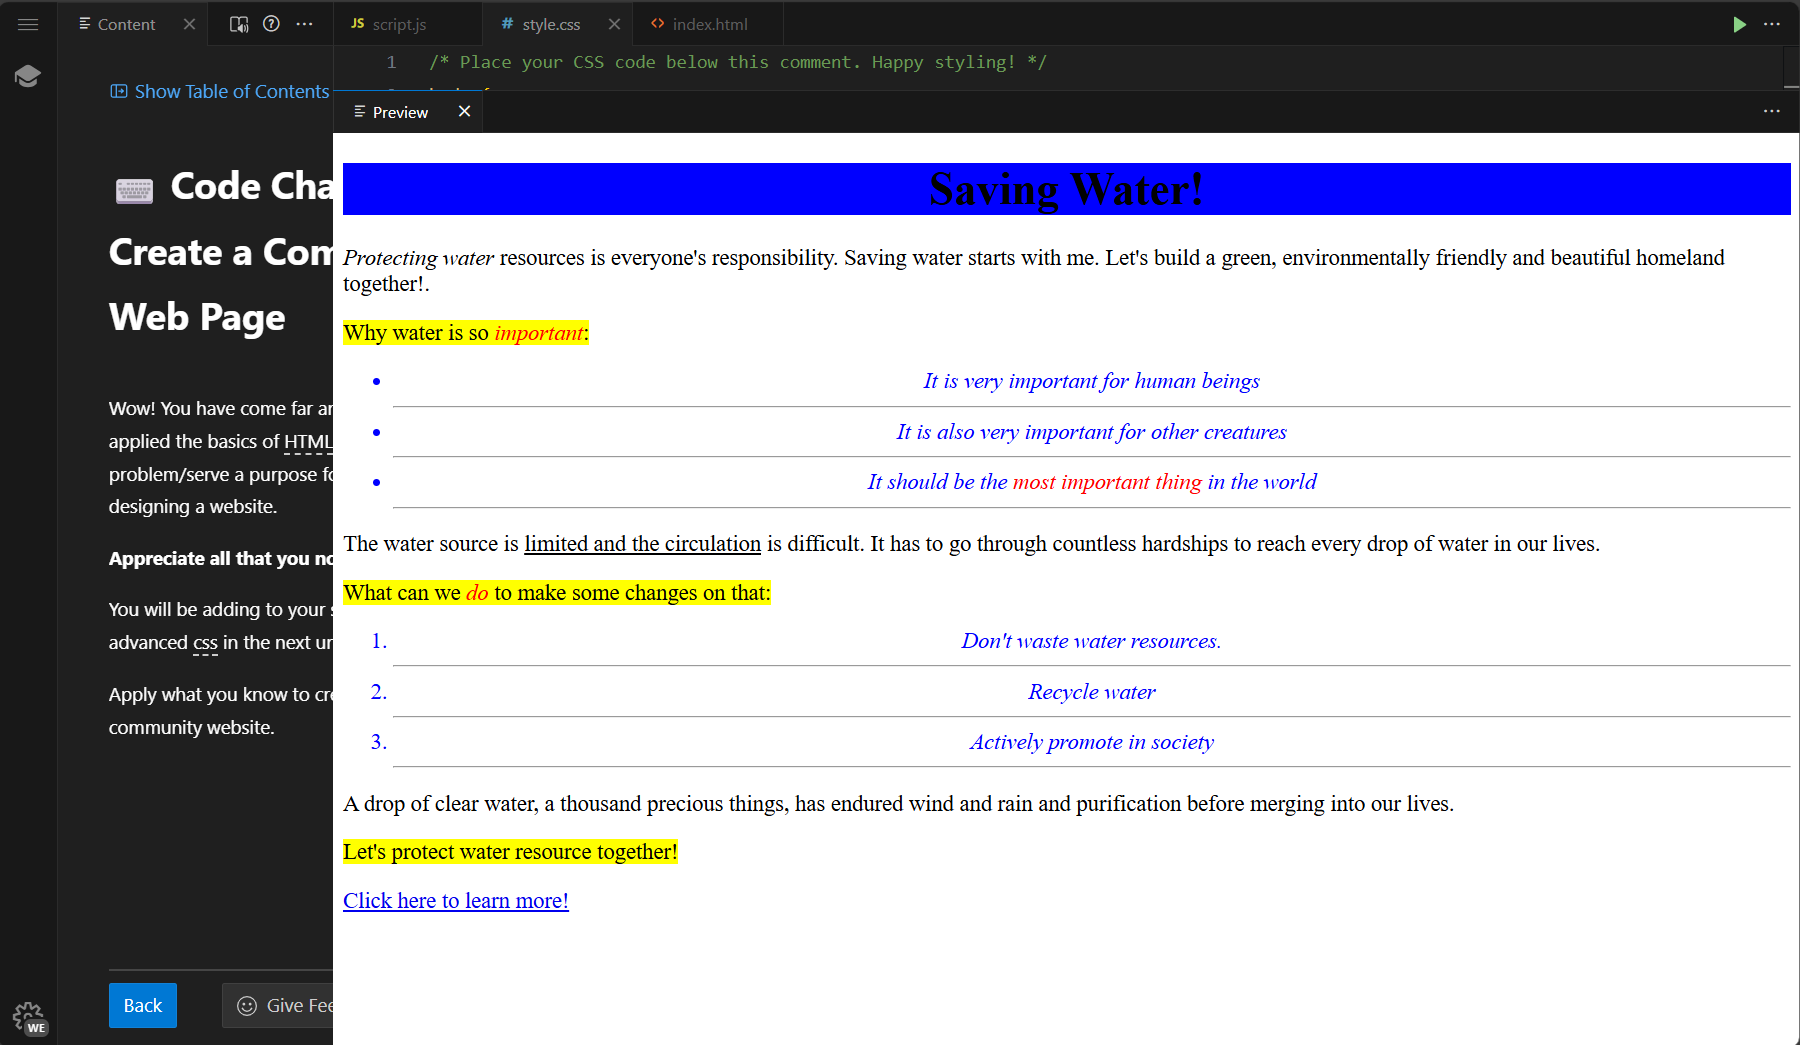 Content
JS script.js
# style.css
<> index.html
1 /* Place your CSS code below this comment. Happy styling! */
Show Table of Contents
Code Cha
Create a Com
Web Page
Wow! You have come far an
applied the basics of HTML
problem/serve a purpose fo
designing a website.
Appreciate all that you no
You will be adding to your s
advanced css in the next un
Apply what you know to cre
community website.
Back
Give Fee
WE
Preview
Saving Water!
Protecting water resources is everyone's responsibility. Saving water starts with me. Let's build a green, environmentally friendly and beautiful homeland
together!.
Why water is so important:
• It is very important for human beings
• It is also very important for other creatures
• It should be the most important thing in the world
The water source is limited and the circulation is difficult. It has to go through countless hardships to reach every drop of water in our lives.
What can we do to make some changes on that:
1. Don't waste water resources.
2. Recycle water
3. Actively promote in society
A drop of clear water, a thousand precious things, has endured wind and rain and purification before merging into our lives.
Let's protect water resource together!
Click here to learn more!